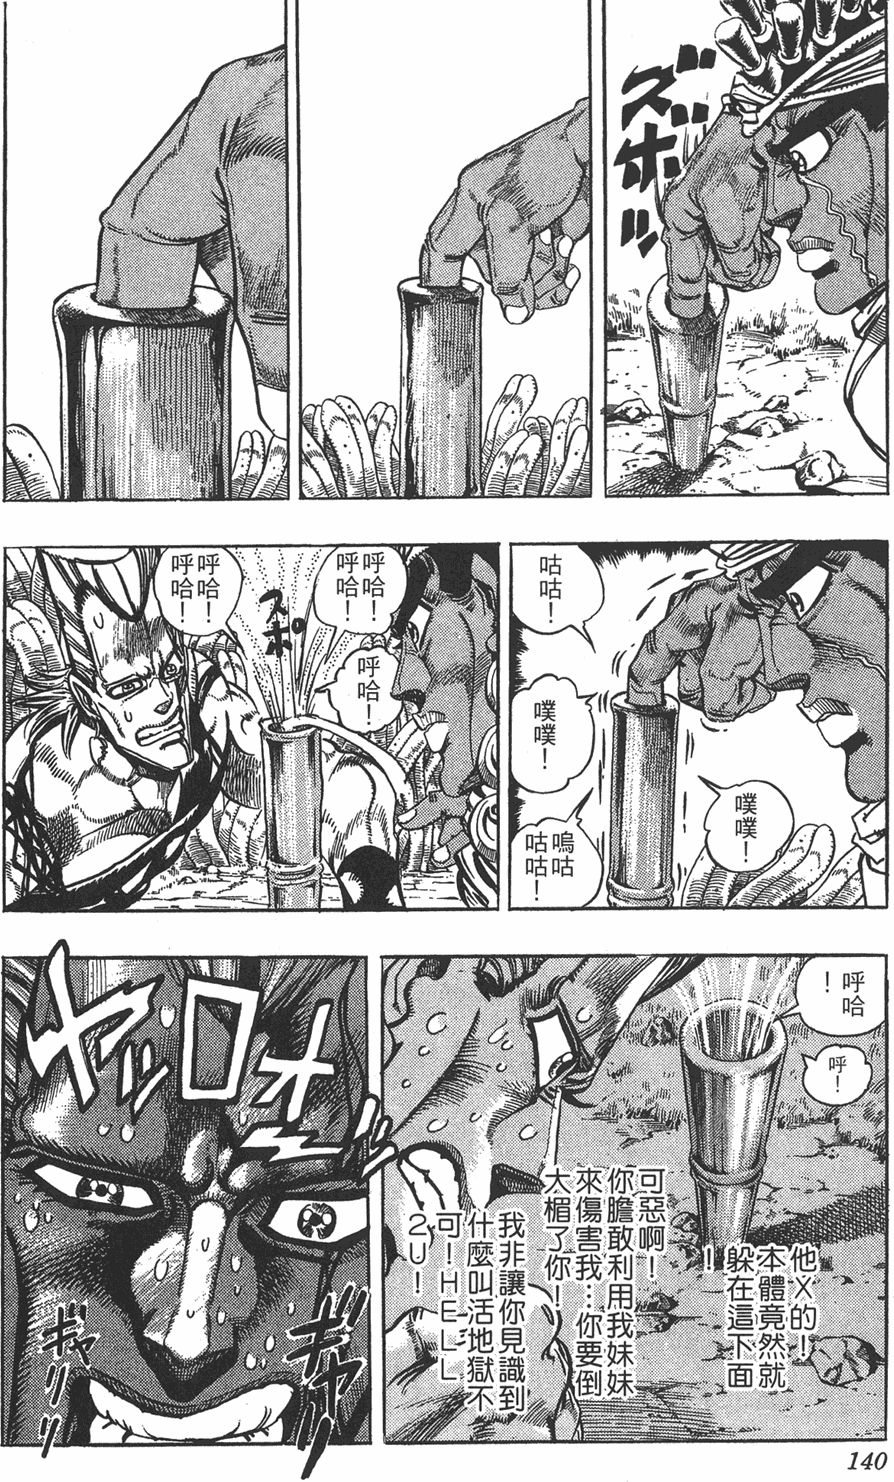 ズボッ
咕咕！
噗噗！
噗噗！
嗚咕
咕咕！
呼哈！
呼哈！
呼哈！
呼哈！
呼哈！
ズボ
呼哈
！
呼！
他X的！
本體竟然就
躲在這下面
！
可惡啊！
你膽敢利用我妹妹
來傷害我…你要倒
太楣了你！
我非讓你見識到
什麼叫活地獄不
可！HELL
2U！
ヤロオー
ギャリ
ギャリ
140